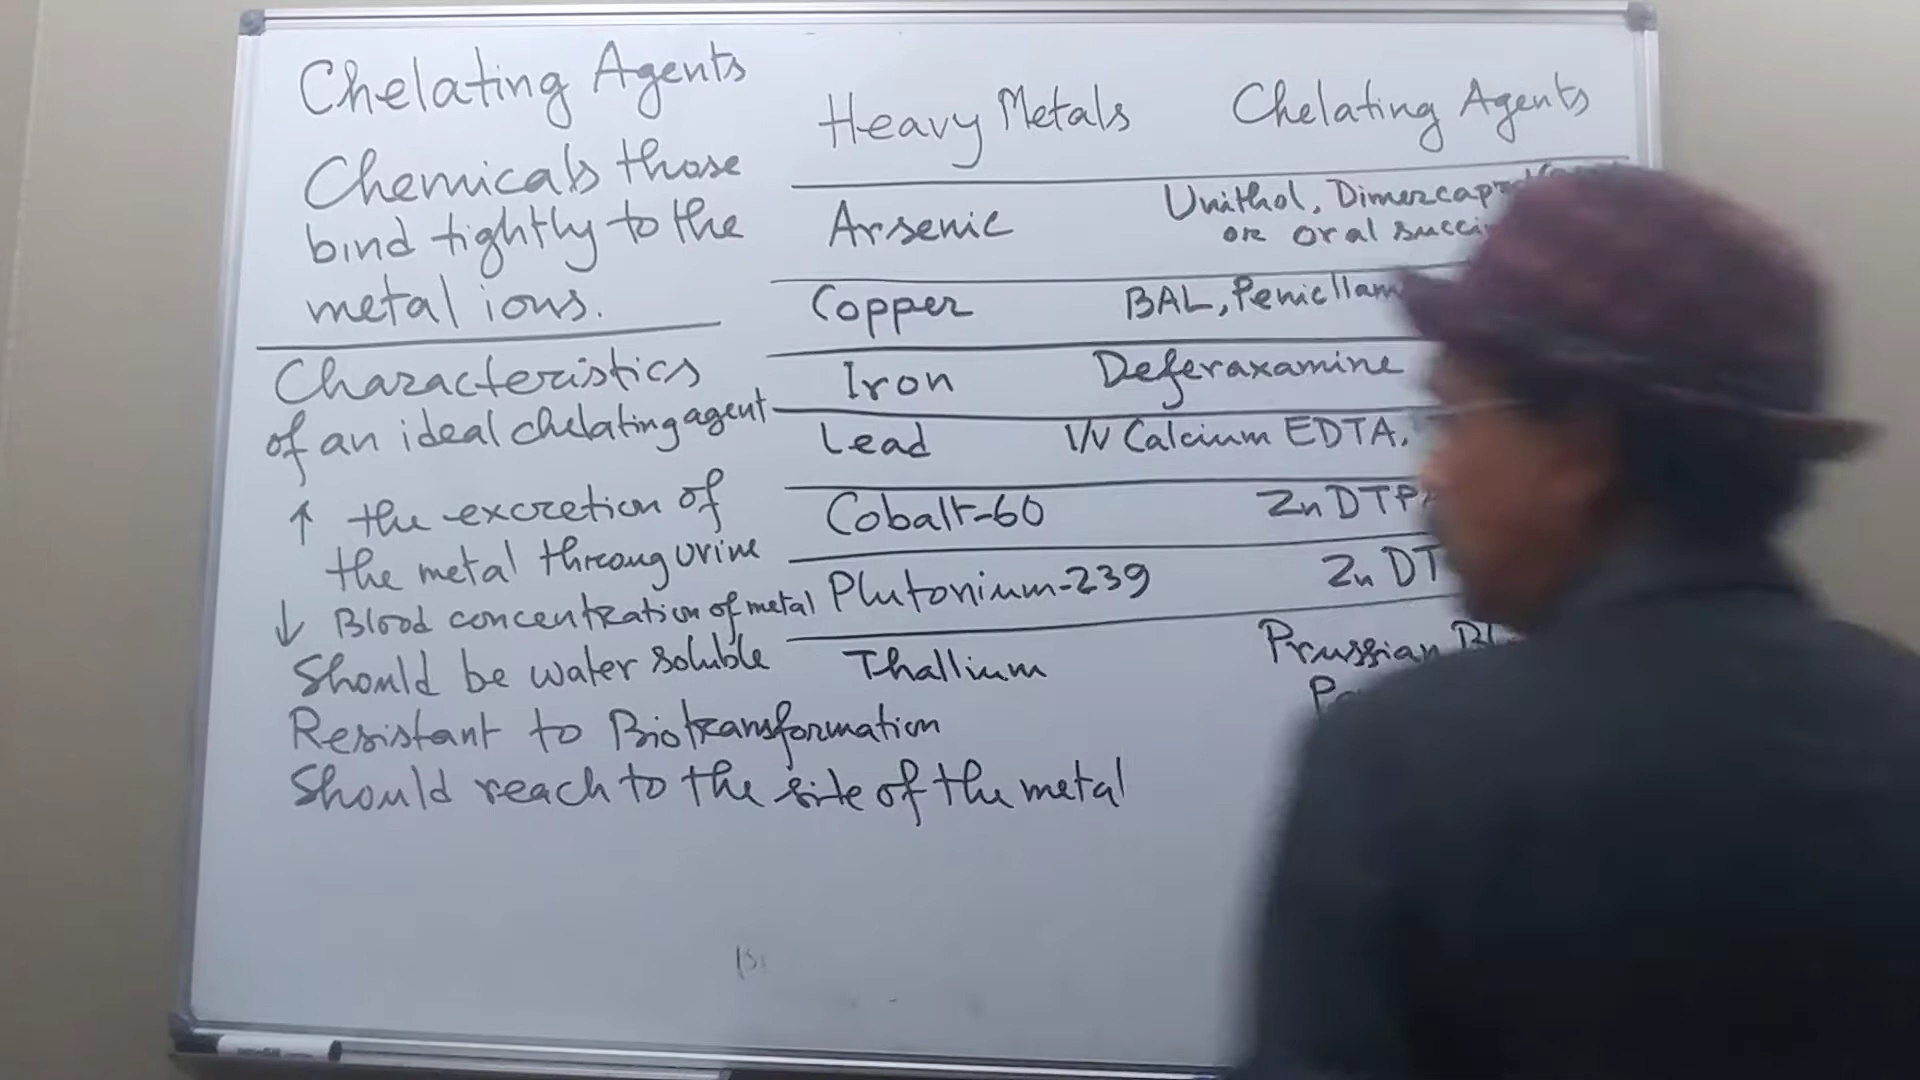 Chelating Agents
Chemicals those
bind tightly to the
metal ions.
Characteristics
of an ideal chelating agent
↑ the excretion of
the metal throug urine
↓ Blood concentration of metal
Should be water soluble
Resistant to Biotransformation
Should reach to the site of the metal
Heavy Metals Chelating Agents
Arsenic Unithol, Dimercap
or oral succi
Copper BAL, Penicllam
Iron Deferaxamine
Lead I/V Calcium EDTA.
Cobalt-60 Zn DTPA
Plutonium-239 Zn DT
Thallium Prussian Bl